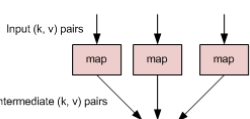 Input (k, v) pairs
map map map
ntermediate (k, v) pairs